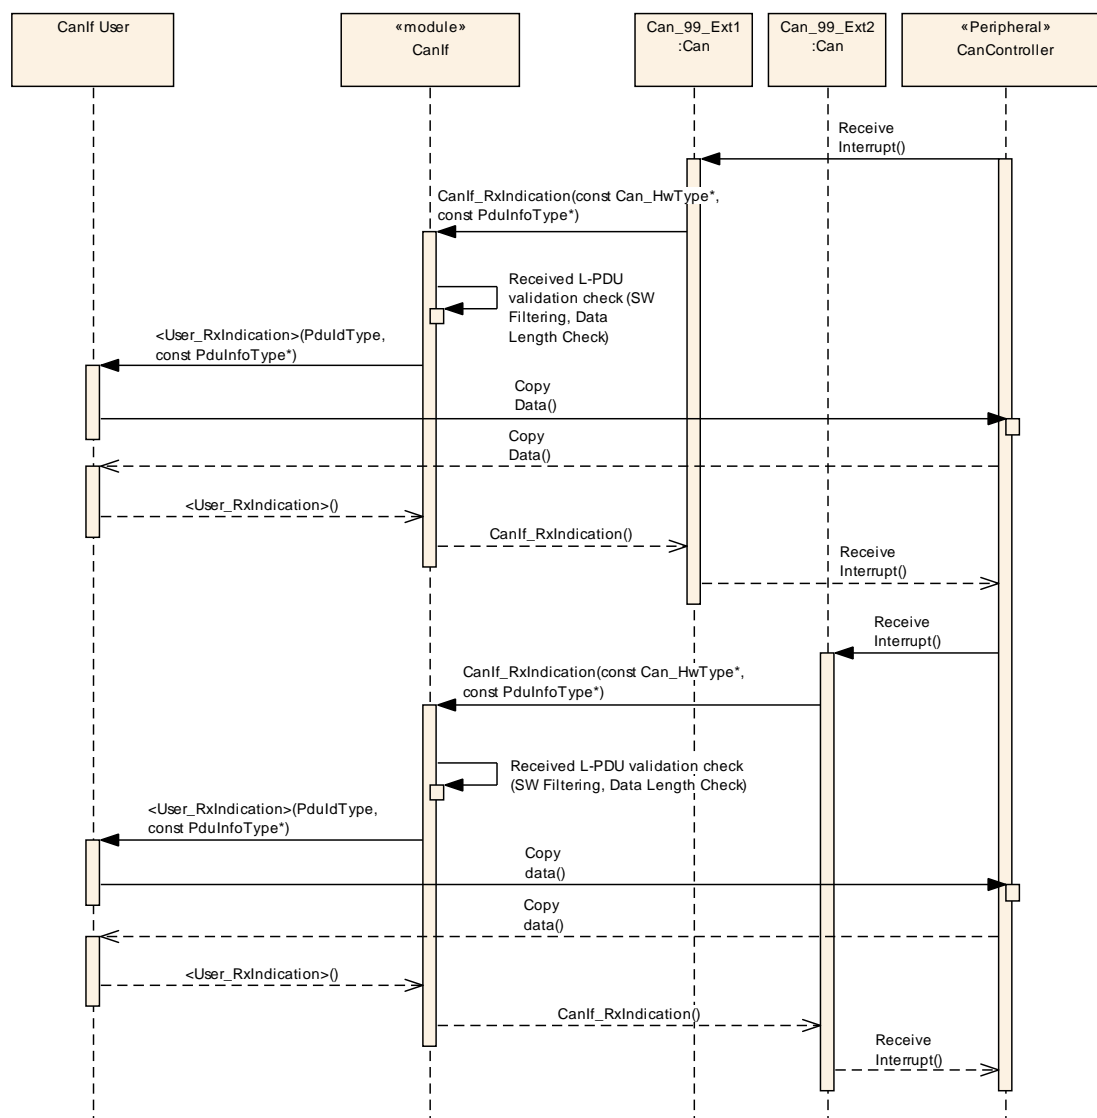 CanIf User
«module»
CanIf
Can_99_Ext1
:Can
Can_99_Ext2
:Can
«Peripheral»
CanController
Receive
Interrupt()
CanIf_RxIndication(const Can_HwType*,
const PduInfoType*)
Received L-PDU
validation check (SW
Filtering, Data
Length Check)
<User_RxIndication>(PduIdType,
const PduInfoType*)
Copy
Data()
Copy
Data()
<User_RxIndication>()
CanIf_RxIndication()
Receive
Interrupt()
Receive
Interrupt()
CanIf_RxIndication(const Can_HwType*,
const PduInfoType*)
Received L-PDU validation check
(SW Filtering, Data Length Check)
<User_RxIndication>(PduIdType,
const PduInfoType*)
Copy
data()
Copy
data()
<User_RxIndication>()
CanIf_RxIndication()
Receive
Interrupt()